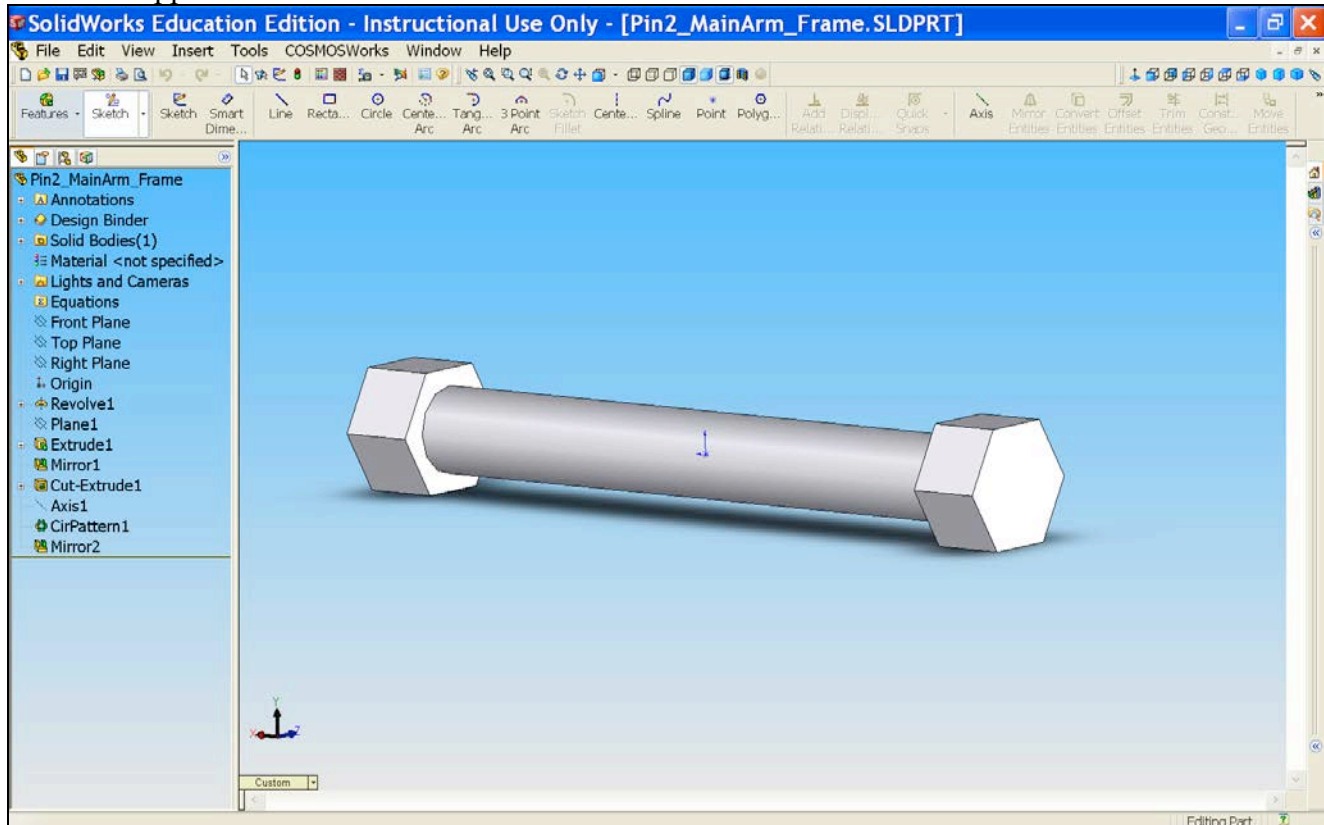 SolidWorks Education Edition - Instructional Use Only - [Pin2_MainArm_Frame.SLDPRT]
File Edit View Insert Tools COSMOSWorks Window Help
Features Sketch Sketch Smart Dime... Line Recta... Circle Cente... Arc Tang... Arc 3 Point Arc Sketch Fillet Cente... Spline Point Polyg... Add Relati... Displ... Relati... Quick Snaps Axis Mirror Entities Convert Entities Offset Entities Trim Entities Const... Geo... Move Entities
Pin2_MainArm_Frame
Annotations
Design Binder
Solid Bodies(1)
Material <not specified>
Lights and Cameras
Equations
Front Plane
Top Plane
Right Plane
Origin
Revolve1
Plane1
Extrude1
Mirror1
Cut-Extrude1
Axis1
CirPattern1
Mirror2
Y
X Z
Custom
Editing Part